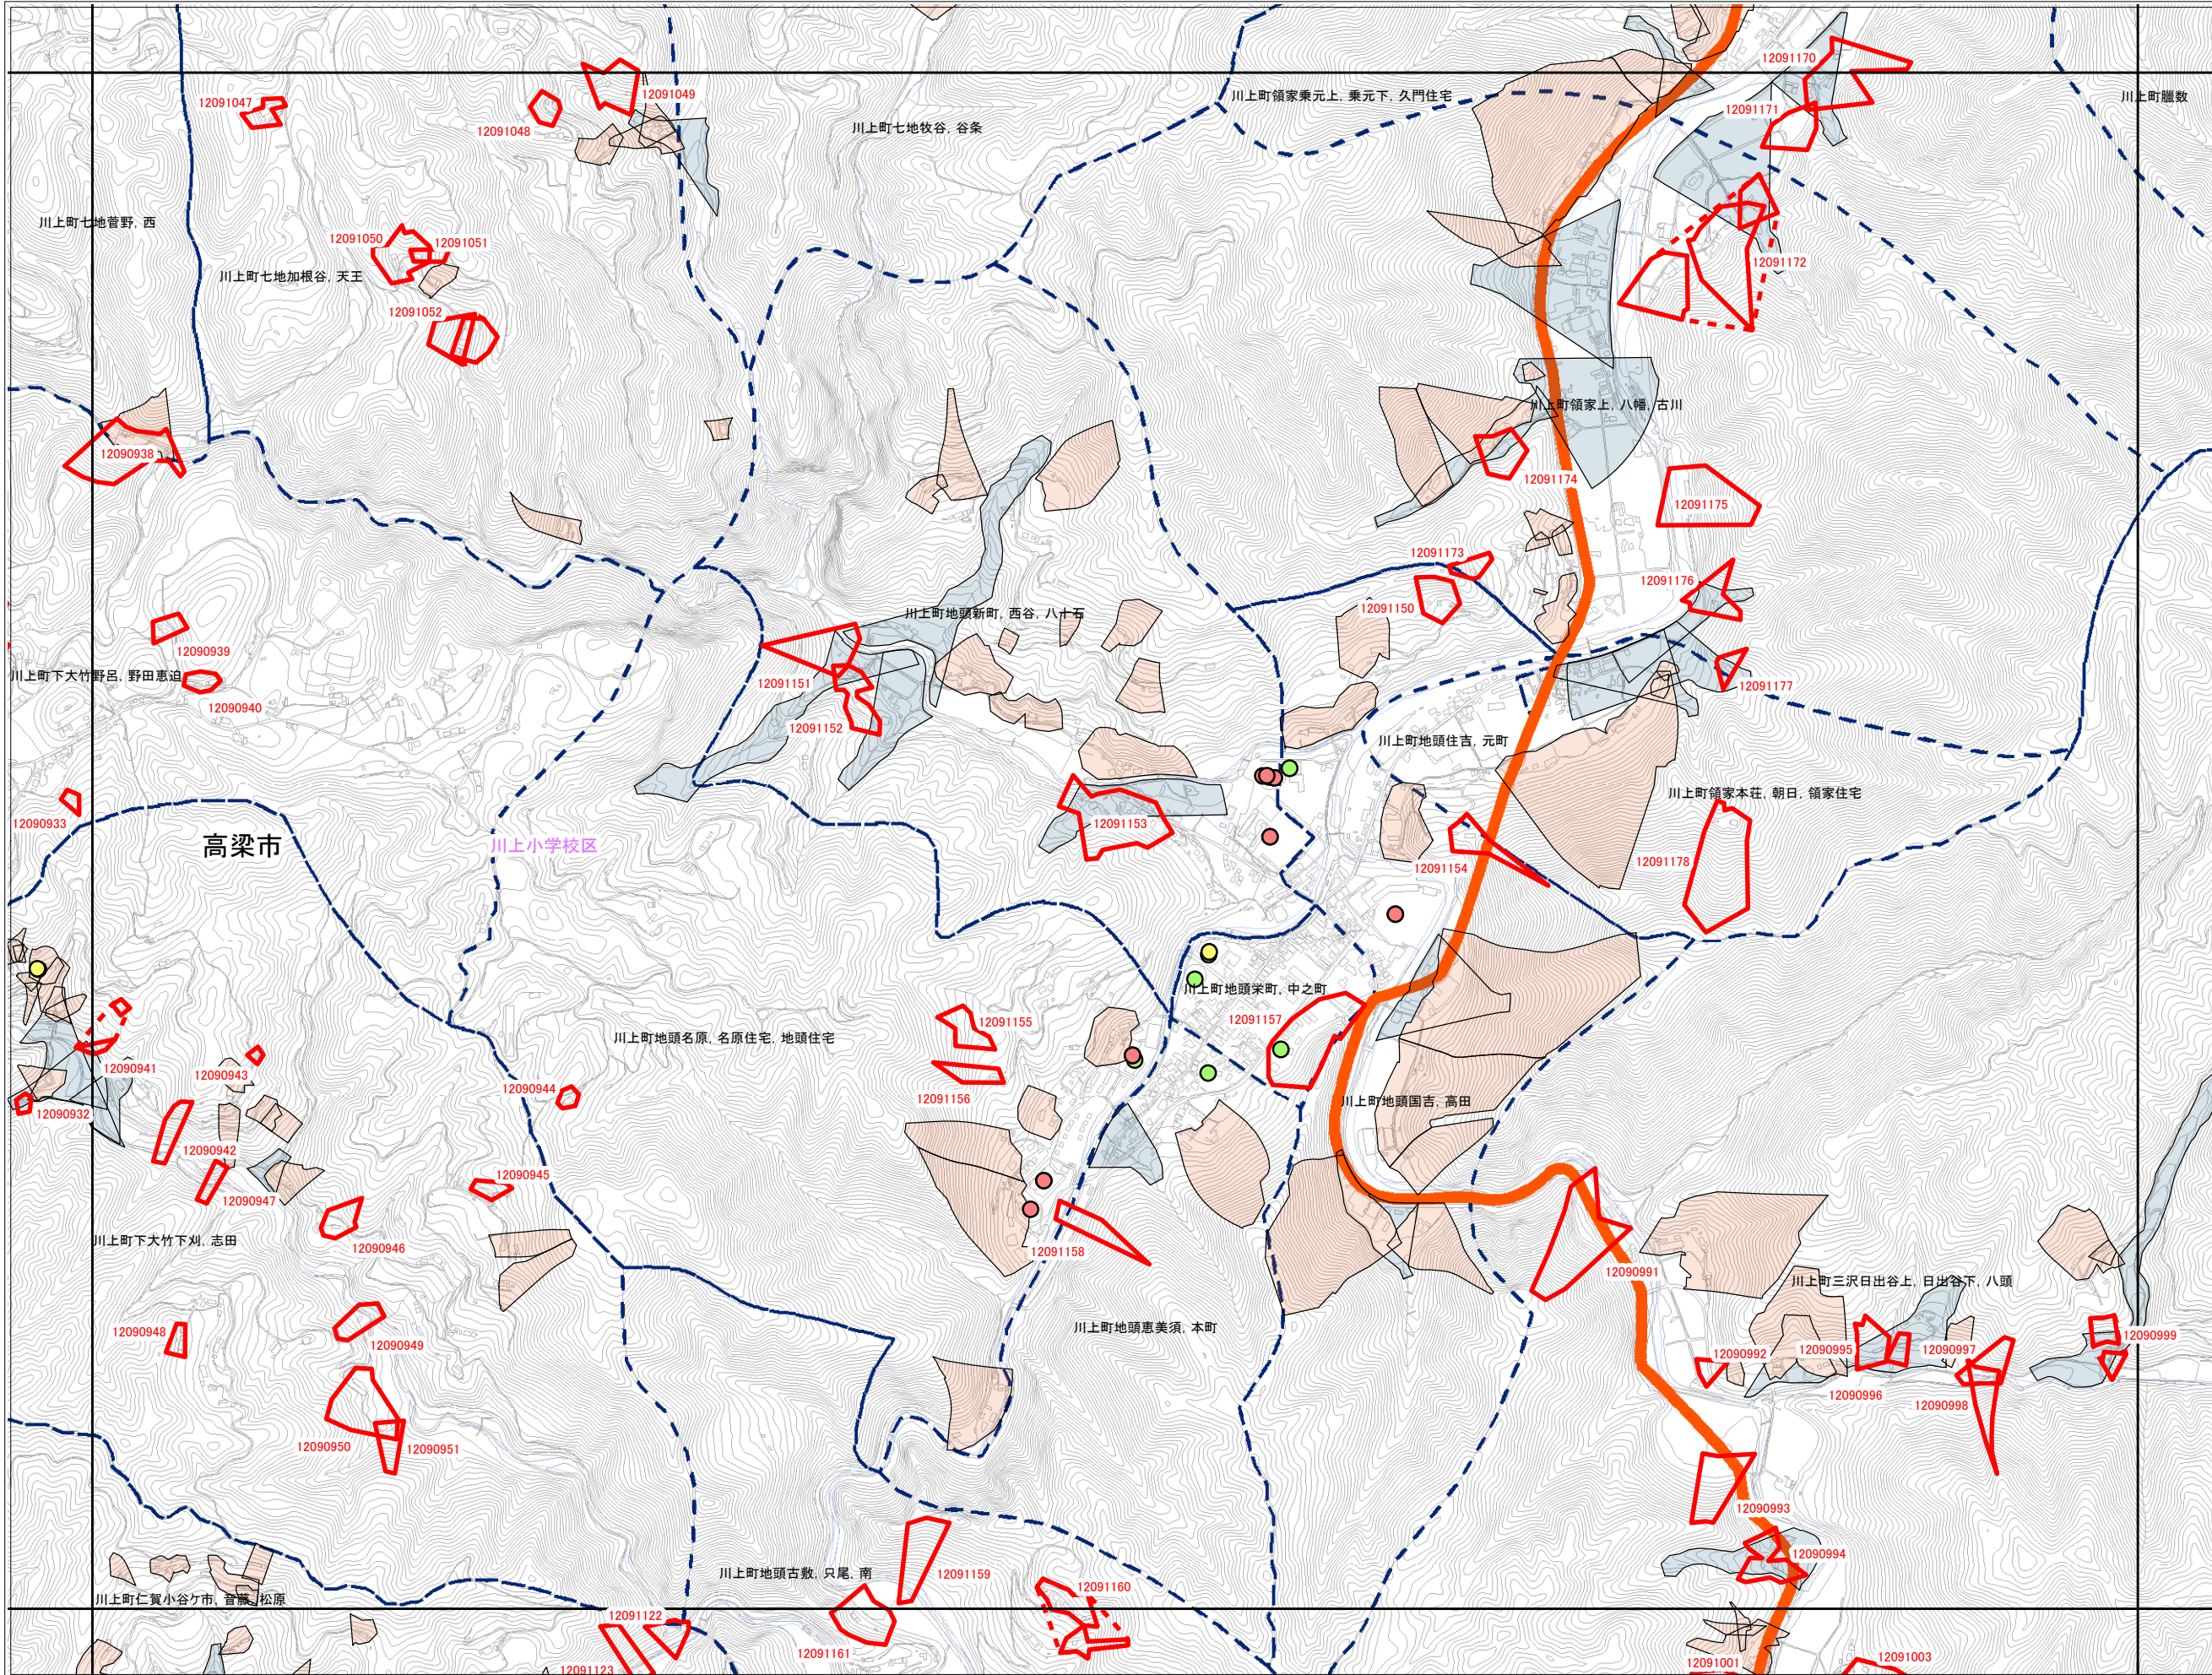 12091170
12091049
川上町領家乗元上, 乗元下, 久門住宅
川上町臘数
12091047
12091171
12091048
川上町七地牧谷, 谷条
川上町七地菅野, 西
12091050
12091051
12091172
川上町七地加根谷, 天王
12091052
川上町領家上, 八幡, 古川
12090938
12091174
12091175
12091173
12091176
12091150
川上町地頭新町, 西谷, 八十石
12090939
川上町下大竹野呂, 野田恵迫
12091151
12091177
12090940
12091152
川上町地頭住吉, 元町
川上町領家本荘, 朝日, 領家住宅
12090933
12091153
高梁市
川上小学校区
12091154
12091178
川上町地頭栄町, 中之町
12091155
12091157
川上町地頭名原, 名原住宅, 地頭住宅
12090941
12090943
12090944
12091156
川上町地頭国吉, 高田
12090932
12090942
12090945
12090947
川上町下大竹下刈, 志田
12090946
12091158
12090991
川上町三沢日出谷上, 日出谷下, 八頭
12090948
川上町地頭恵美須, 本町
12090949
12090999
12090992
12090995
12090997
12090996
12090998
12090950
12090951
12090993
12090994
川上町地頭古敷, 只尾, 南
12091159
12091160
川上町仁賀小谷ケ市, 音藤, 松原
12091122
12091161
12091003
12091001
12091123